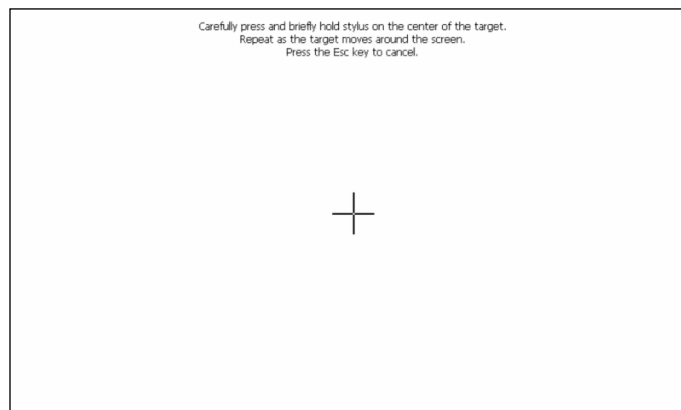 Carefully press and briefly hold stylus on the center of the target.
Repeat as the target moves around the screen.
Press the Esc key to cancel.